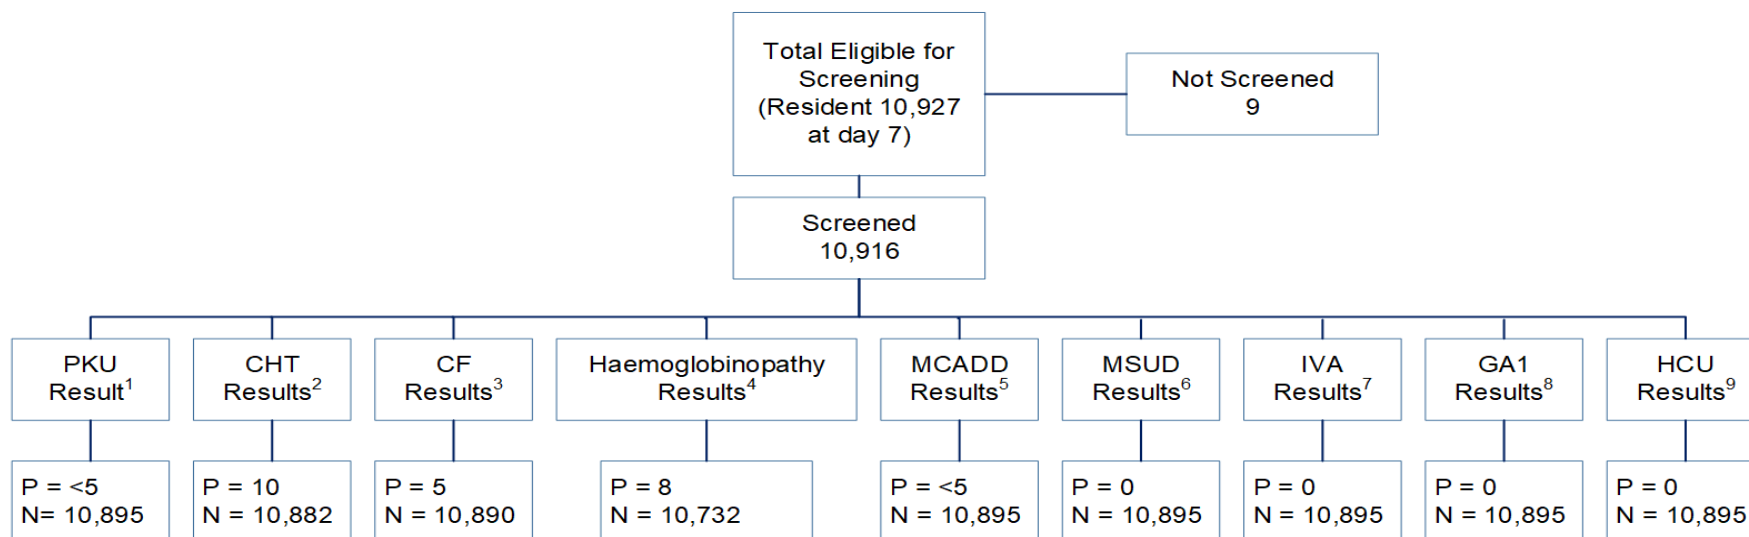 Total Eligible for
Screening
(Resident 10,927
at day 7)
Not Screened
9
Screened
10,916
PKU
Result¹
CHT
Results²
CF
Results³
Haemoglobinopathy
Results⁴
MCADD
Results⁵
MSUD
Results⁶
IVA
Results⁷
GA1
Results⁸
HCU
Results⁹
P = <5
N= 10,895
P = 10
N = 10,882
P = 5
N = 10,890
P = 8
N = 10,732
P = <5
N = 10,895
P = 0
N = 10,895
P = 0
N = 10,895
P = 0
N = 10,895
P = 0
N = 10,895